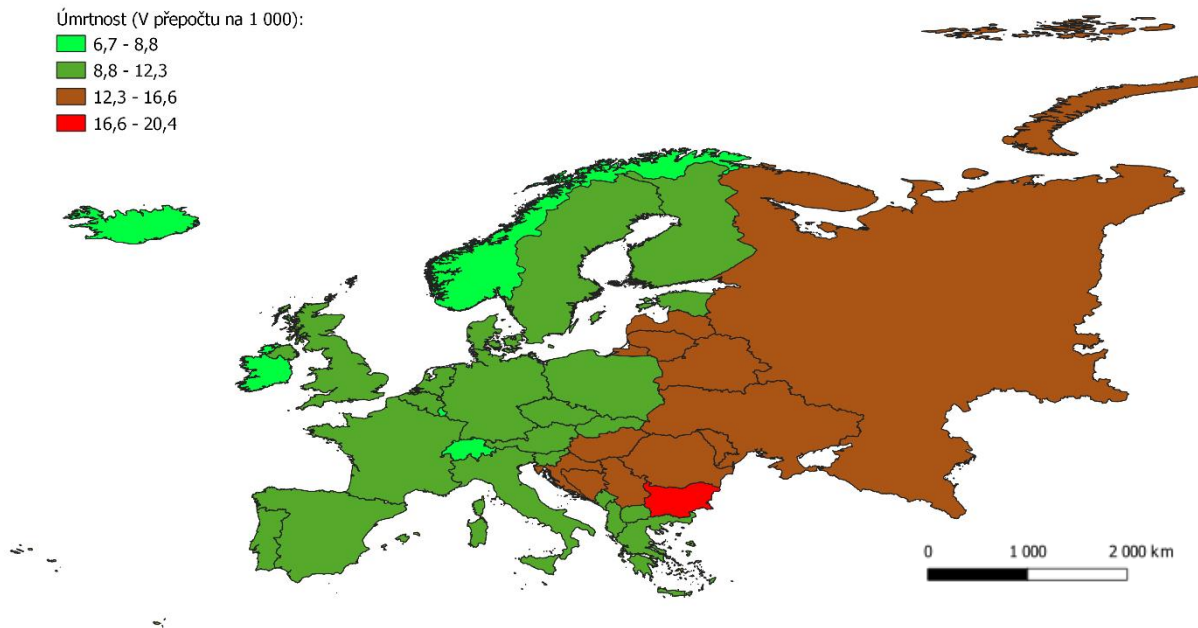 Úmrtnost (V přepočtu na 1 000):
6,7 - 8,8
8,8 - 12,3
12,3 - 16,6
16,6 - 20,4
0 1 000 2 000 km